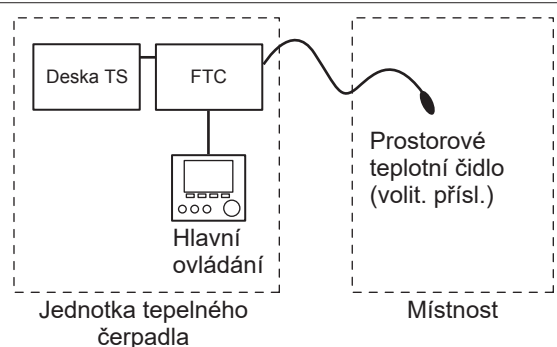 Deska TS
FTC
Prostorové
teplotní čidlo
(volit. přísl.)
Hlavní
ovládání
Jednotka tepelného
čerpadla
Místnost